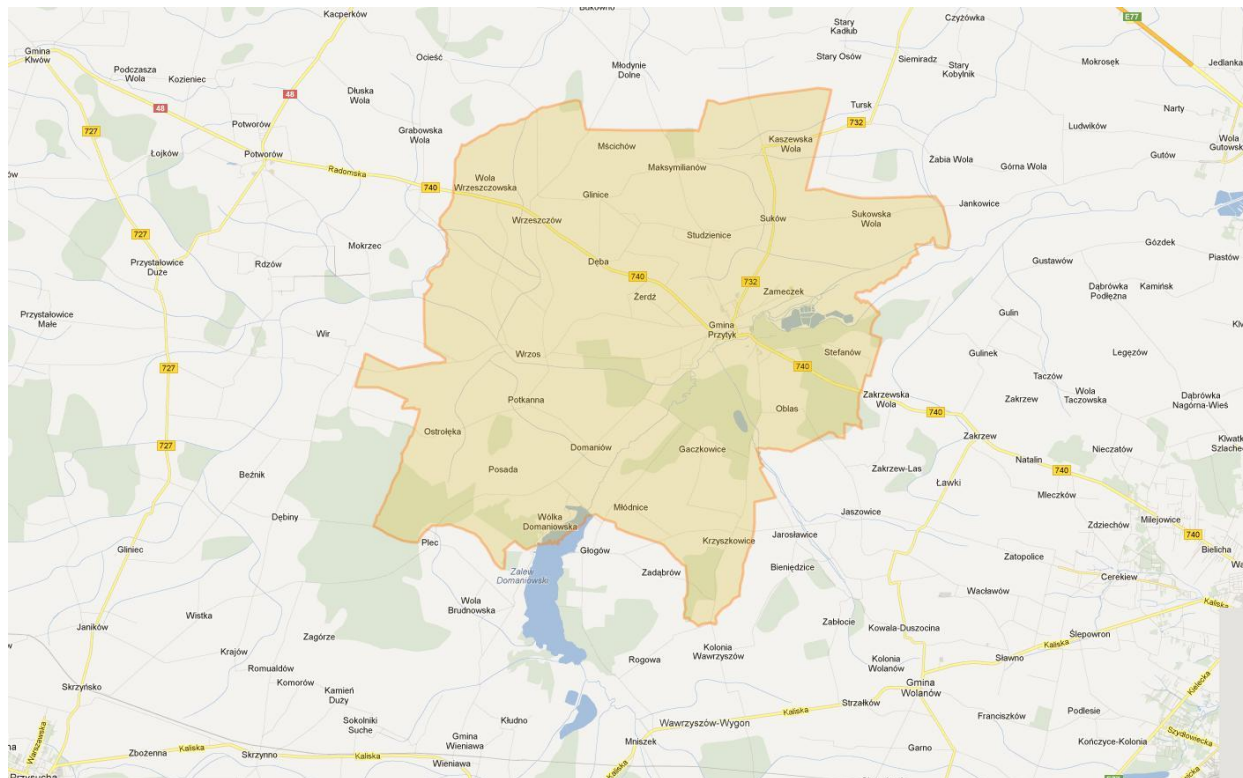 Kacperków
Bukowno
Stary
Kadłub
Czyżówka
E77
Gmina
Klwów
Ocieść
Stary Osów
Siemiradz
Mokrosęk
Jedlanka
Podczasza
Wola
Kozieniec
Młodynie
Dolne
Stary
Kobylnik
Dłuska
Wola
48
48
Tursk
Narty
727
Potworów
Grabowska
Wola
Kaszewska
Wola
732
Ludwików
Wola
Gutowsk
Łojków
Potworów
Mścichów
Maksymilianów
Żabia Wola
Górna Wola
Gutów
Radomska
740
Wola
Wrzeszczowska
Glinice
Jankowice
Wrzeszczów
Suków
Sukowska
Wola
727
Studzienice
Mokrzec
Gózdek
Przystałowice
Duże
Rdzów
Dęba
740
732
Gustawów
Piastów
Żerdź
Zameczek
Dąbrówka
Podłężna
Kamińsk
Przystałowice
Małe
Wir
Gmina
Przytyk
Gulin
Wrzos
Stefanów
Gulinek
Legęzów
727
740
Taczów
Potkanna
Oblas
Zakrzewska
Wola
740
Zakrzew
Wola
Taczowska
Dąbrówka
Nagórna-Wieś
Ostrołęka
Zakrzew
727
Domaniów
Gaczkowice
Nieczatów
Natalin
Beźnik
Posada
Zakrzew-Las
740
Ławki
Mleczków
Dębiny
Wólka
Domaniowska
Młódnice
Jaszowice
Milejowice
Zdziechów
Gliniec
Plec
Głogów
Krzyszkowice
Jarosławice
740
Bielicha
Zalew
Domaniowski
Zadąbrów
Bieniędzice
Zatopolice
Cerekiew
Wola
Brudnowska
Wacławów
Kaliska
Wistka
Janików
Zagórze
Zabłocie
Kowala-Duszocina
Ślepowron
Krajów
Kolonia
Wawrzyszów
Kaliska
Romualdów
Rogowa
Kolonia
Wolanów
Sławno
Kielecka
Skrzyńsko
Komorów
Kamień
Duży
Gmina
Wolanów
Strzałków
Sokolniki
Suche
Kłudno
Wawrzyszów-Wygon
Kaliska
Franciszków
Podlesie
Warszawska
Gmina
Wieniawa
Mniszek
Szydłowiecka
Zbożenna
Kaliska
Skrzynno
Kaliska
Wieniawa
Garno
Kończyce-Kolonia
Przysucha